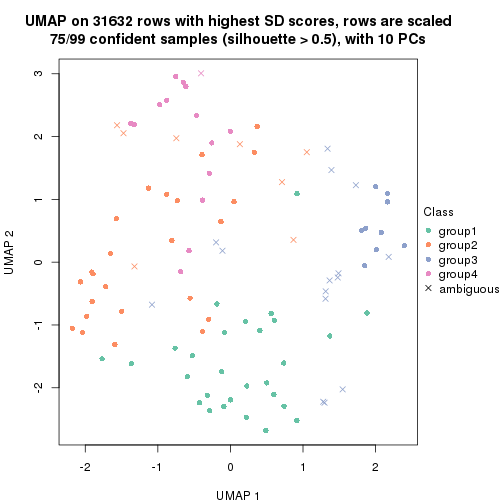 UMAP on 31632 rows with highest SD scores, rows are scaled
75/99 confident samples (silhouette > 0.5), with 10 PCs
3
2
1
0
-1
-2
UMAP 2
-2 -1 0 1 2
UMAP 1
Class
group1
group2
group3
group4
ambiguous